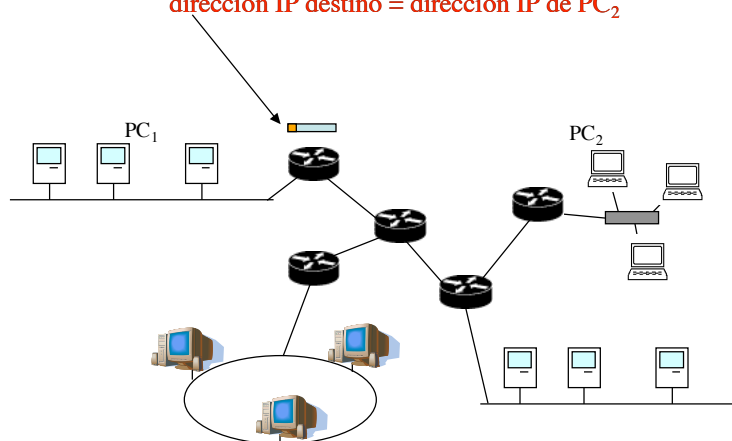 dirección IP destino = dirección IP de PC₂
PC₁
PC₂